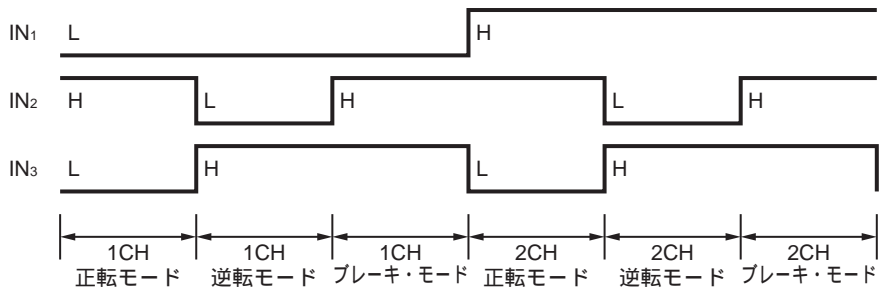 IN1 L H
IN2 H L H L H
IN3 L H L H
1CH 1CH 1CH 2CH 2CH 2CH
正転モード 逆転モード ブレーキ・モード 正転モード 逆転モード ブレーキ・モード